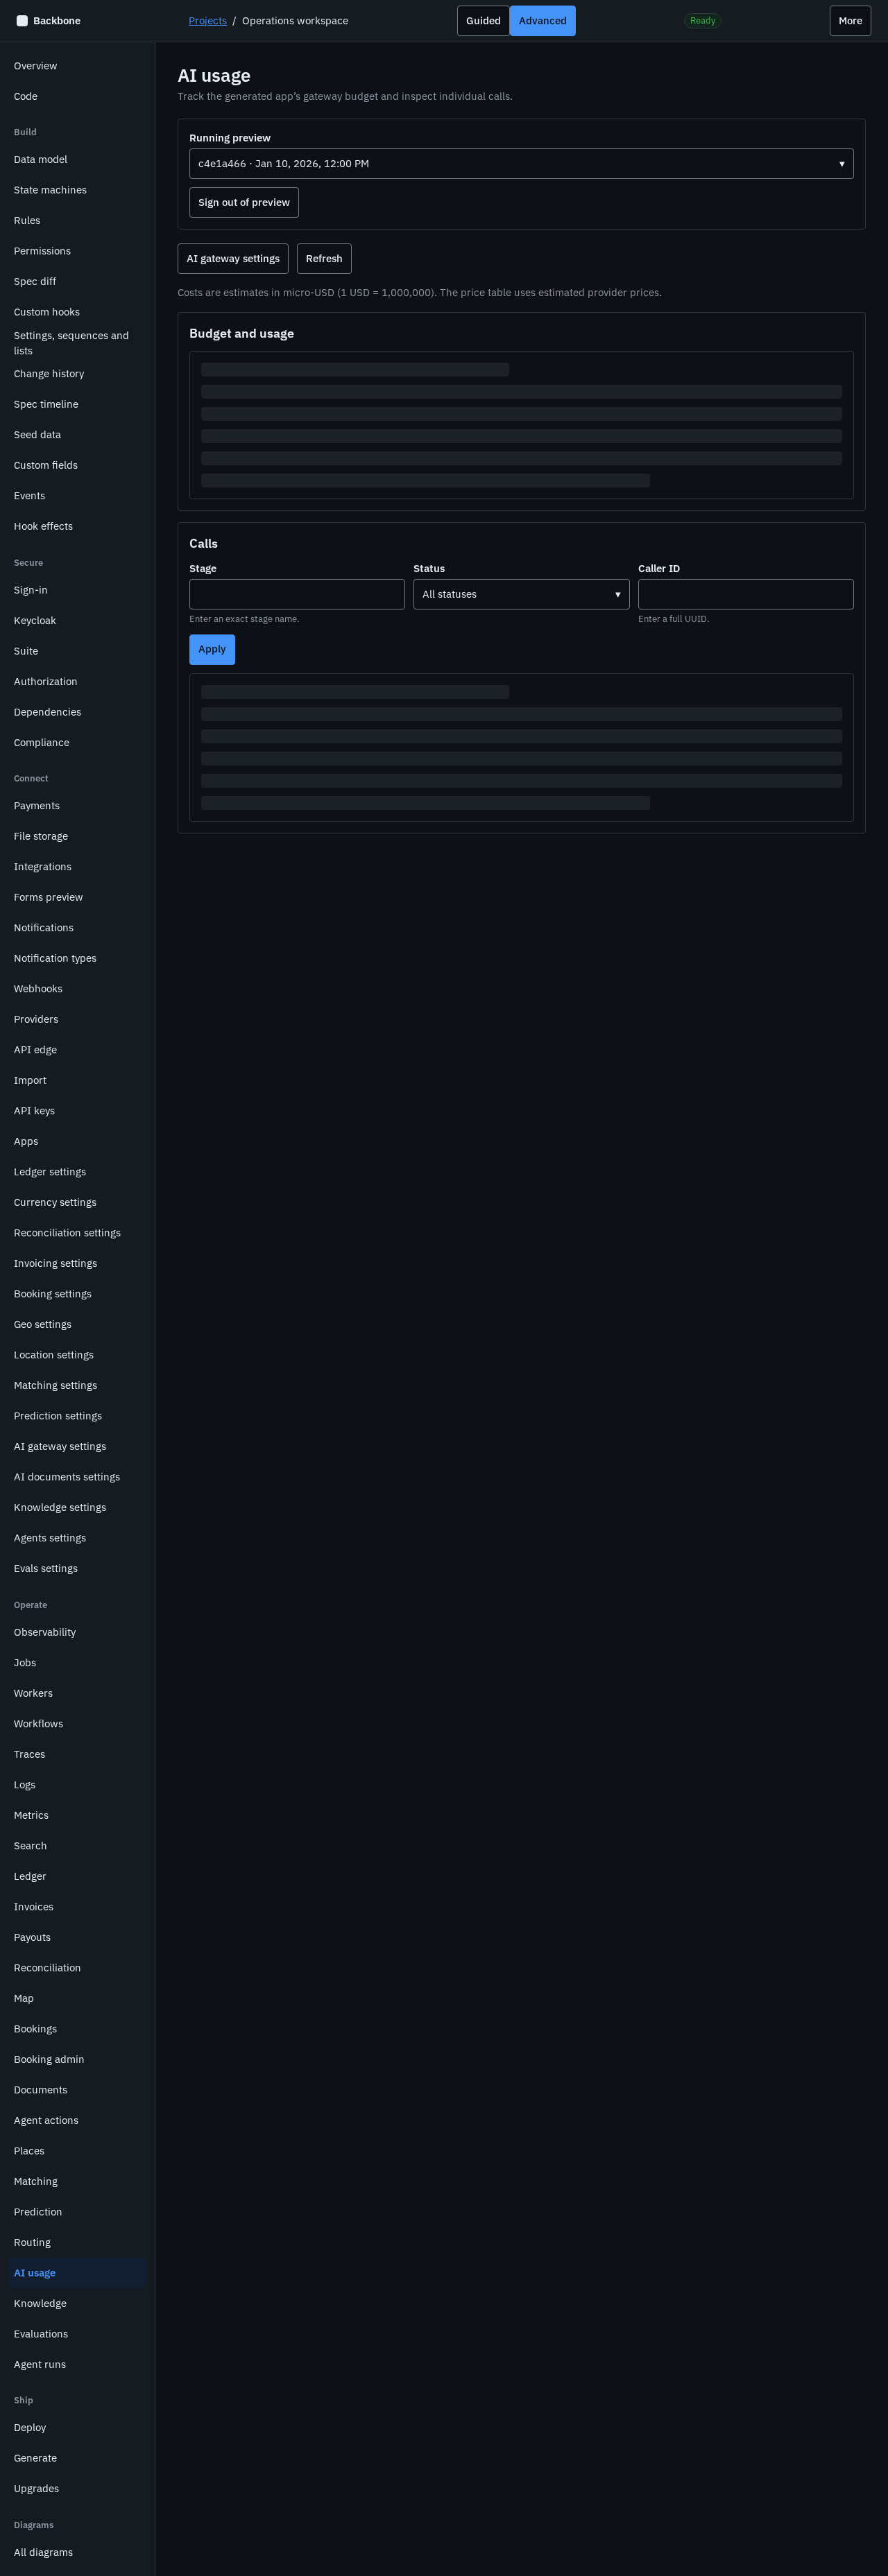 Backbone
Projects / Operations workspace
Guided
Advanced
Ready
More
Overview
Code
Build
Data model
State machines
Rules
Permissions
Spec diff
Custom hooks
Settings, sequences and
lists
Change history
Spec timeline
Seed data
Custom fields
Events
Hook effects
Secure
Sign-in
Keycloak
Suite
Authorization
Dependencies
Compliance
Connect
Payments
File storage
Integrations
Forms preview
Notifications
Notification types
Webhooks
Providers
API edge
Import
API keys
Apps
Ledger settings
Currency settings
Reconciliation settings
Invoicing settings
Booking settings
Geo settings
Location settings
Matching settings
Prediction settings
AI gateway settings
AI documents settings
Knowledge settings
Agents settings
Evals settings
Operate
Observability
Jobs
Workers
Workflows
Traces
Logs
Metrics
Search
Ledger
Invoices
Payouts
Reconciliation
Map
Bookings
Booking admin
Documents
Agent actions
Places
Matching
Prediction
Routing
AI usage
Knowledge
Evaluations
Agent runs
Ship
Deploy
Generate
Upgrades
Diagrams
All diagrams
AI usage
Track the generated app’s gateway budget and inspect individual calls.
Running preview
c4e1a466 · Jan 10, 2026, 12:00 PM
Sign out of preview
AI gateway settings
Refresh
Costs are estimates in micro-USD (1 USD = 1,000,000). The price table uses estimated provider prices.
Budget and usage
Calls
Stage
Status
Caller ID
All statuses
Enter an exact stage name.
Enter a full UUID.
Apply